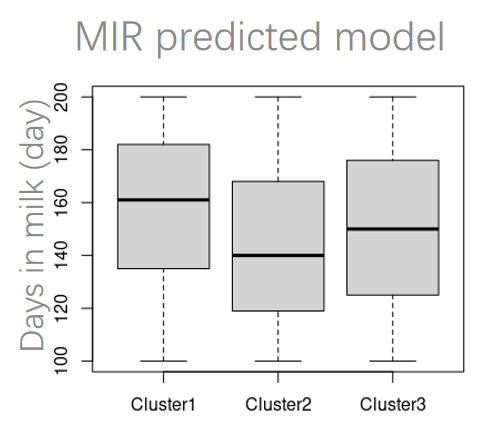 MIR predicted model
Days in milk (day)
200
180
160
140
120
100
Cluster1 Cluster2 Cluster3